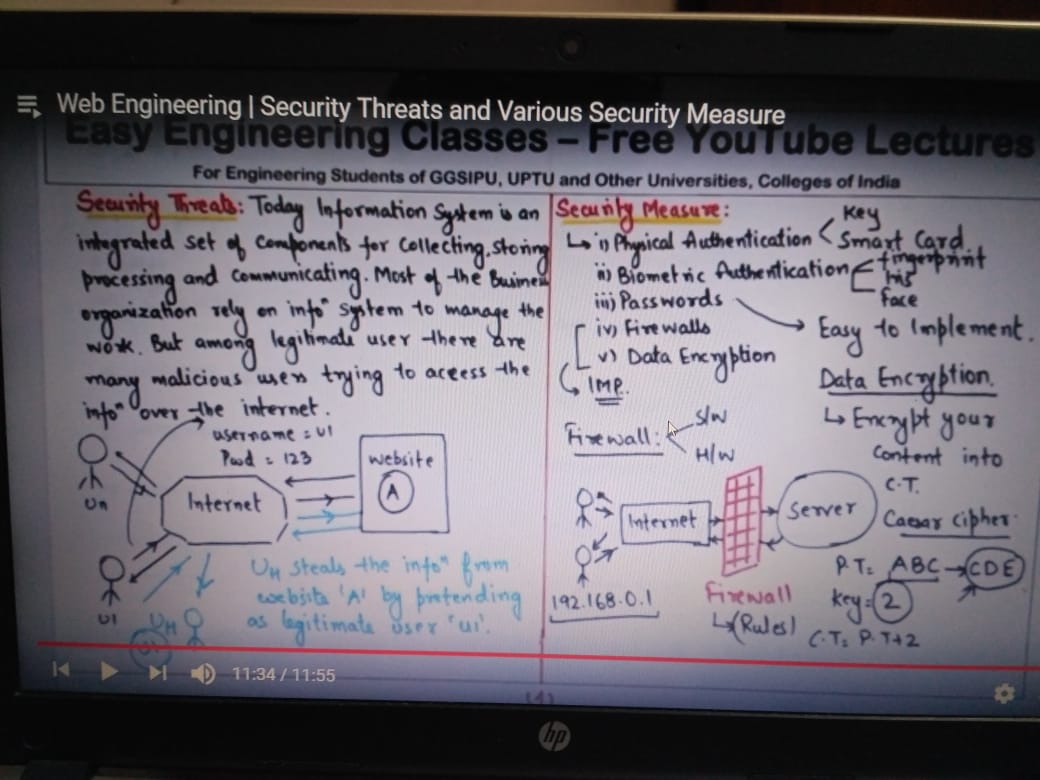 Web Engineering | Security Threats and Various Security Measure
Easy Engineering Classes – Free YouTube Lectures
For Engineering Students of GGSIPU, UPTU and Other Universities, Colleges of India
Security Threats: Today Information System is an
integrated set of Components for Collecting, storing
processing and communicating. Most of the Business
organization rely on infoⁿ system to manage the
work. But among legitimate user there are
many malicious users trying to access the
infoⁿ over the internet.
username = u1
Pwd = 123
Website
A
Internet
Un
U1
UH
UH steals the infoⁿ from
website 'A' by pretending
as legitimate user 'u1'.
Security Measure:
i) Physical Authentication
Key
Smart Card.
ii) Biometric Authentication
fingerprint
Iris
face
iii) Passwords
Easy to Implement.
iv) Firewalls
v) Data Encryption
IMP.
Firewall:
S/W
H/W
Internet
Server
192.168.0.1
Firewall
(Rules)
Data Encryption.
Encrypt your
Content into
C.T.
Caesar Cipher
P.T= ABC → CDE
Key = 2
C.T= P.T+2
11:34 / 11:55
(4)
hp